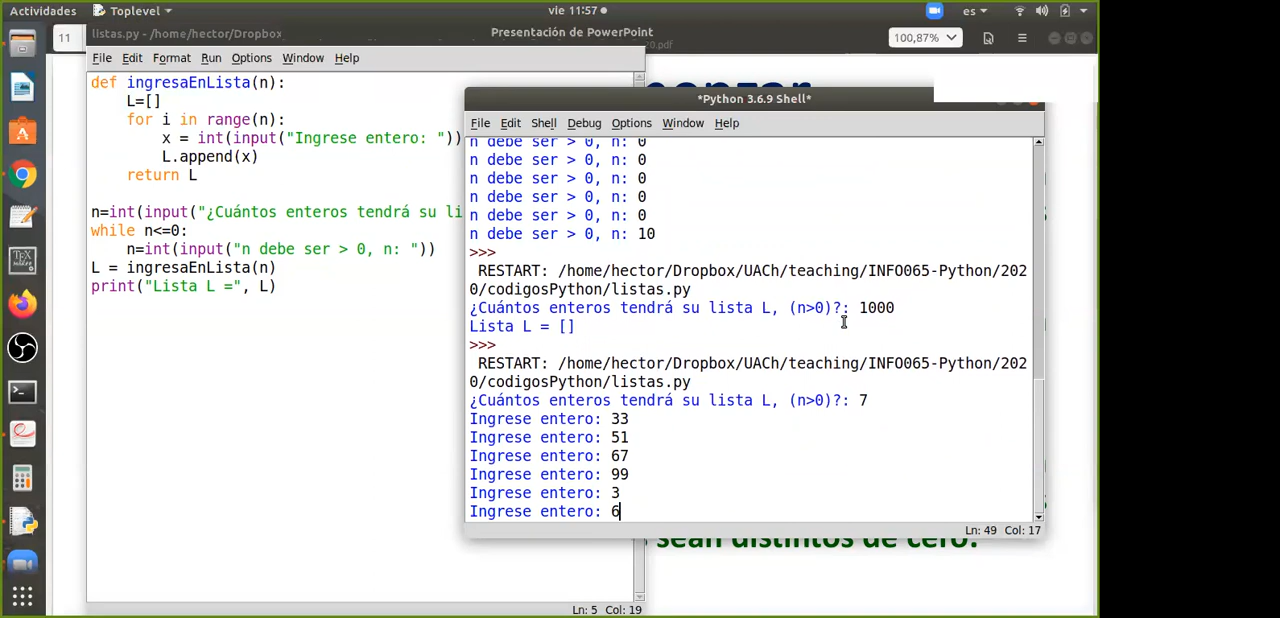 Actividades Toplevel vie 11:57 es
11 listas.py - /home/hector/Dropbox Presentación de PowerPoint 100,87%
20.pdf
File Edit Format Run Options Window Help
def ingresaEnLista(n):
L=[]
for i in range(n):
x = int(input("Ingrese entero: "))
L.append(x)
return L
n=int(input("¿Cuántos enteros tendrá su li
while n<=0:
n=int(input("n debe ser > 0, n: "))
L = ingresaEnLista(n)
print("Lista L =", L)
Ln: 5 Col: 19
*Python 3.6.9 Shell*
File Edit Shell Debug Options Window Help
n debe ser > 0, n: 0
n debe ser > 0, n: 0
n debe ser > 0, n: 0
n debe ser > 0, n: 0
n debe ser > 0, n: 0
n debe ser > 0, n: 10
>>>
RESTART: /home/hector/Dropbox/UACh/teaching/INFO065-Python/202
0/codigosPython/listas.py
¿Cuántos enteros tendrá su lista L, (n>0)?: 1000
Lista L = []
>>>
RESTART: /home/hector/Dropbox/UACh/teaching/INFO065-Python/202
0/codigosPython/listas.py
¿Cuántos enteros tendrá su lista L, (n>0)?: 7
Ingrese entero: 33
Ingrese entero: 51
Ingrese entero: 67
Ingrese entero: 99
Ingrese entero: 3
Ingrese entero: 6
Ln: 49 Col: 17
sean distintos de cero.